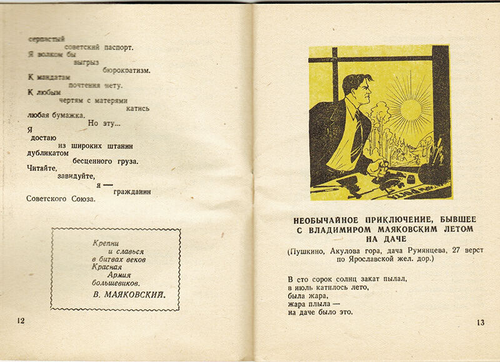 серпастый
советский паспорт.
Я волком бы
выгрыз
бюрократизм.
К мандатам
почтения нету.
К любым
чертям с матерями
катись
любая бумажка.
Но эту...
Я
достаю
из широких штанин
дубликатом
бесценного груза.
Читайте,
завидуйте,
я —
гражданин
Советского Союза.
Крепни
и славься
в битвах веков
Красная
Армия
большевиков.
В. МАЯКОВСКИЙ.
12
НЕОБЫЧАЙНОЕ ПРИКЛЮЧЕНИЕ, БЫВШЕЕ
С ВЛАДИМИРОМ МАЯКОВСКИМ ЛЕТОМ
НА ДАЧЕ
(Пушкино, Акулова гора, дача Румянцева, 27 верст
по Ярославской жел. дор.)
В сто сорок солнц закат пылал,
в июль катилось лето,
была жара,
жара плыла —
на даче было это.
13